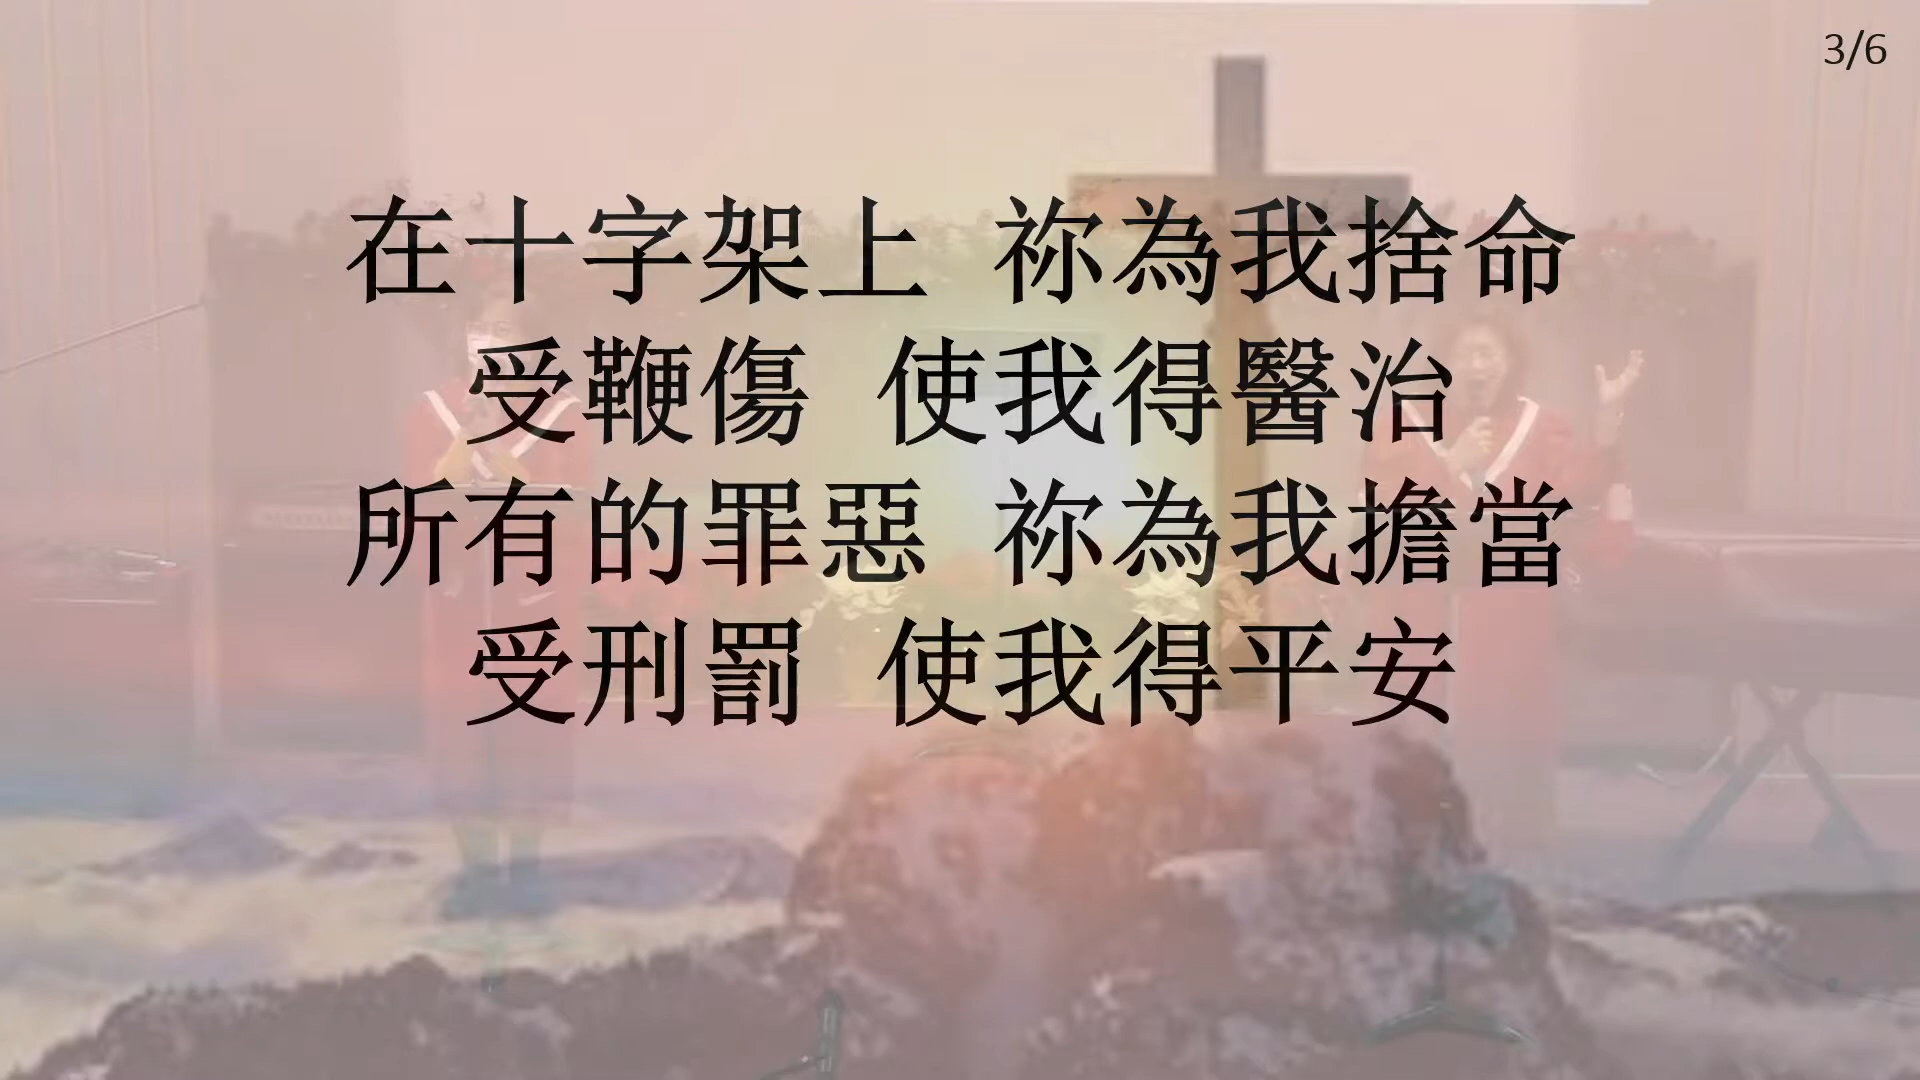 3/6
在十字架上 祢為我捨命
受鞭傷 使我得醫治
所有的罪惡 祢為我擔當
受刑罰 使我得平安